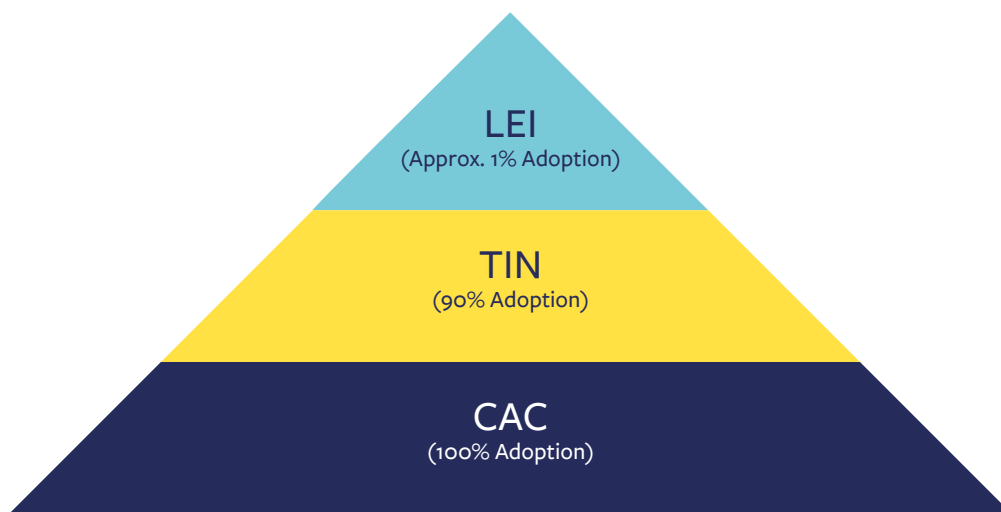 LEI
(Approx. 1% Adoption)
TIN
(90% Adoption)
CAC
(100% Adoption)